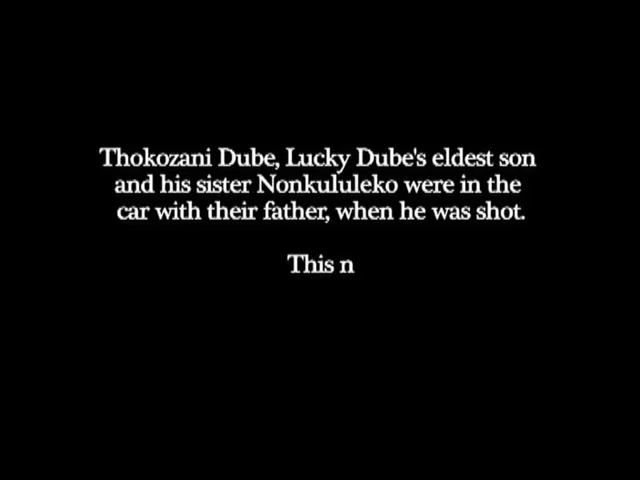 Thokozani Dube, Lucky Dube's eldest son
and his sister Nonkululeko were in the
car with their father, when he was shot.
This n